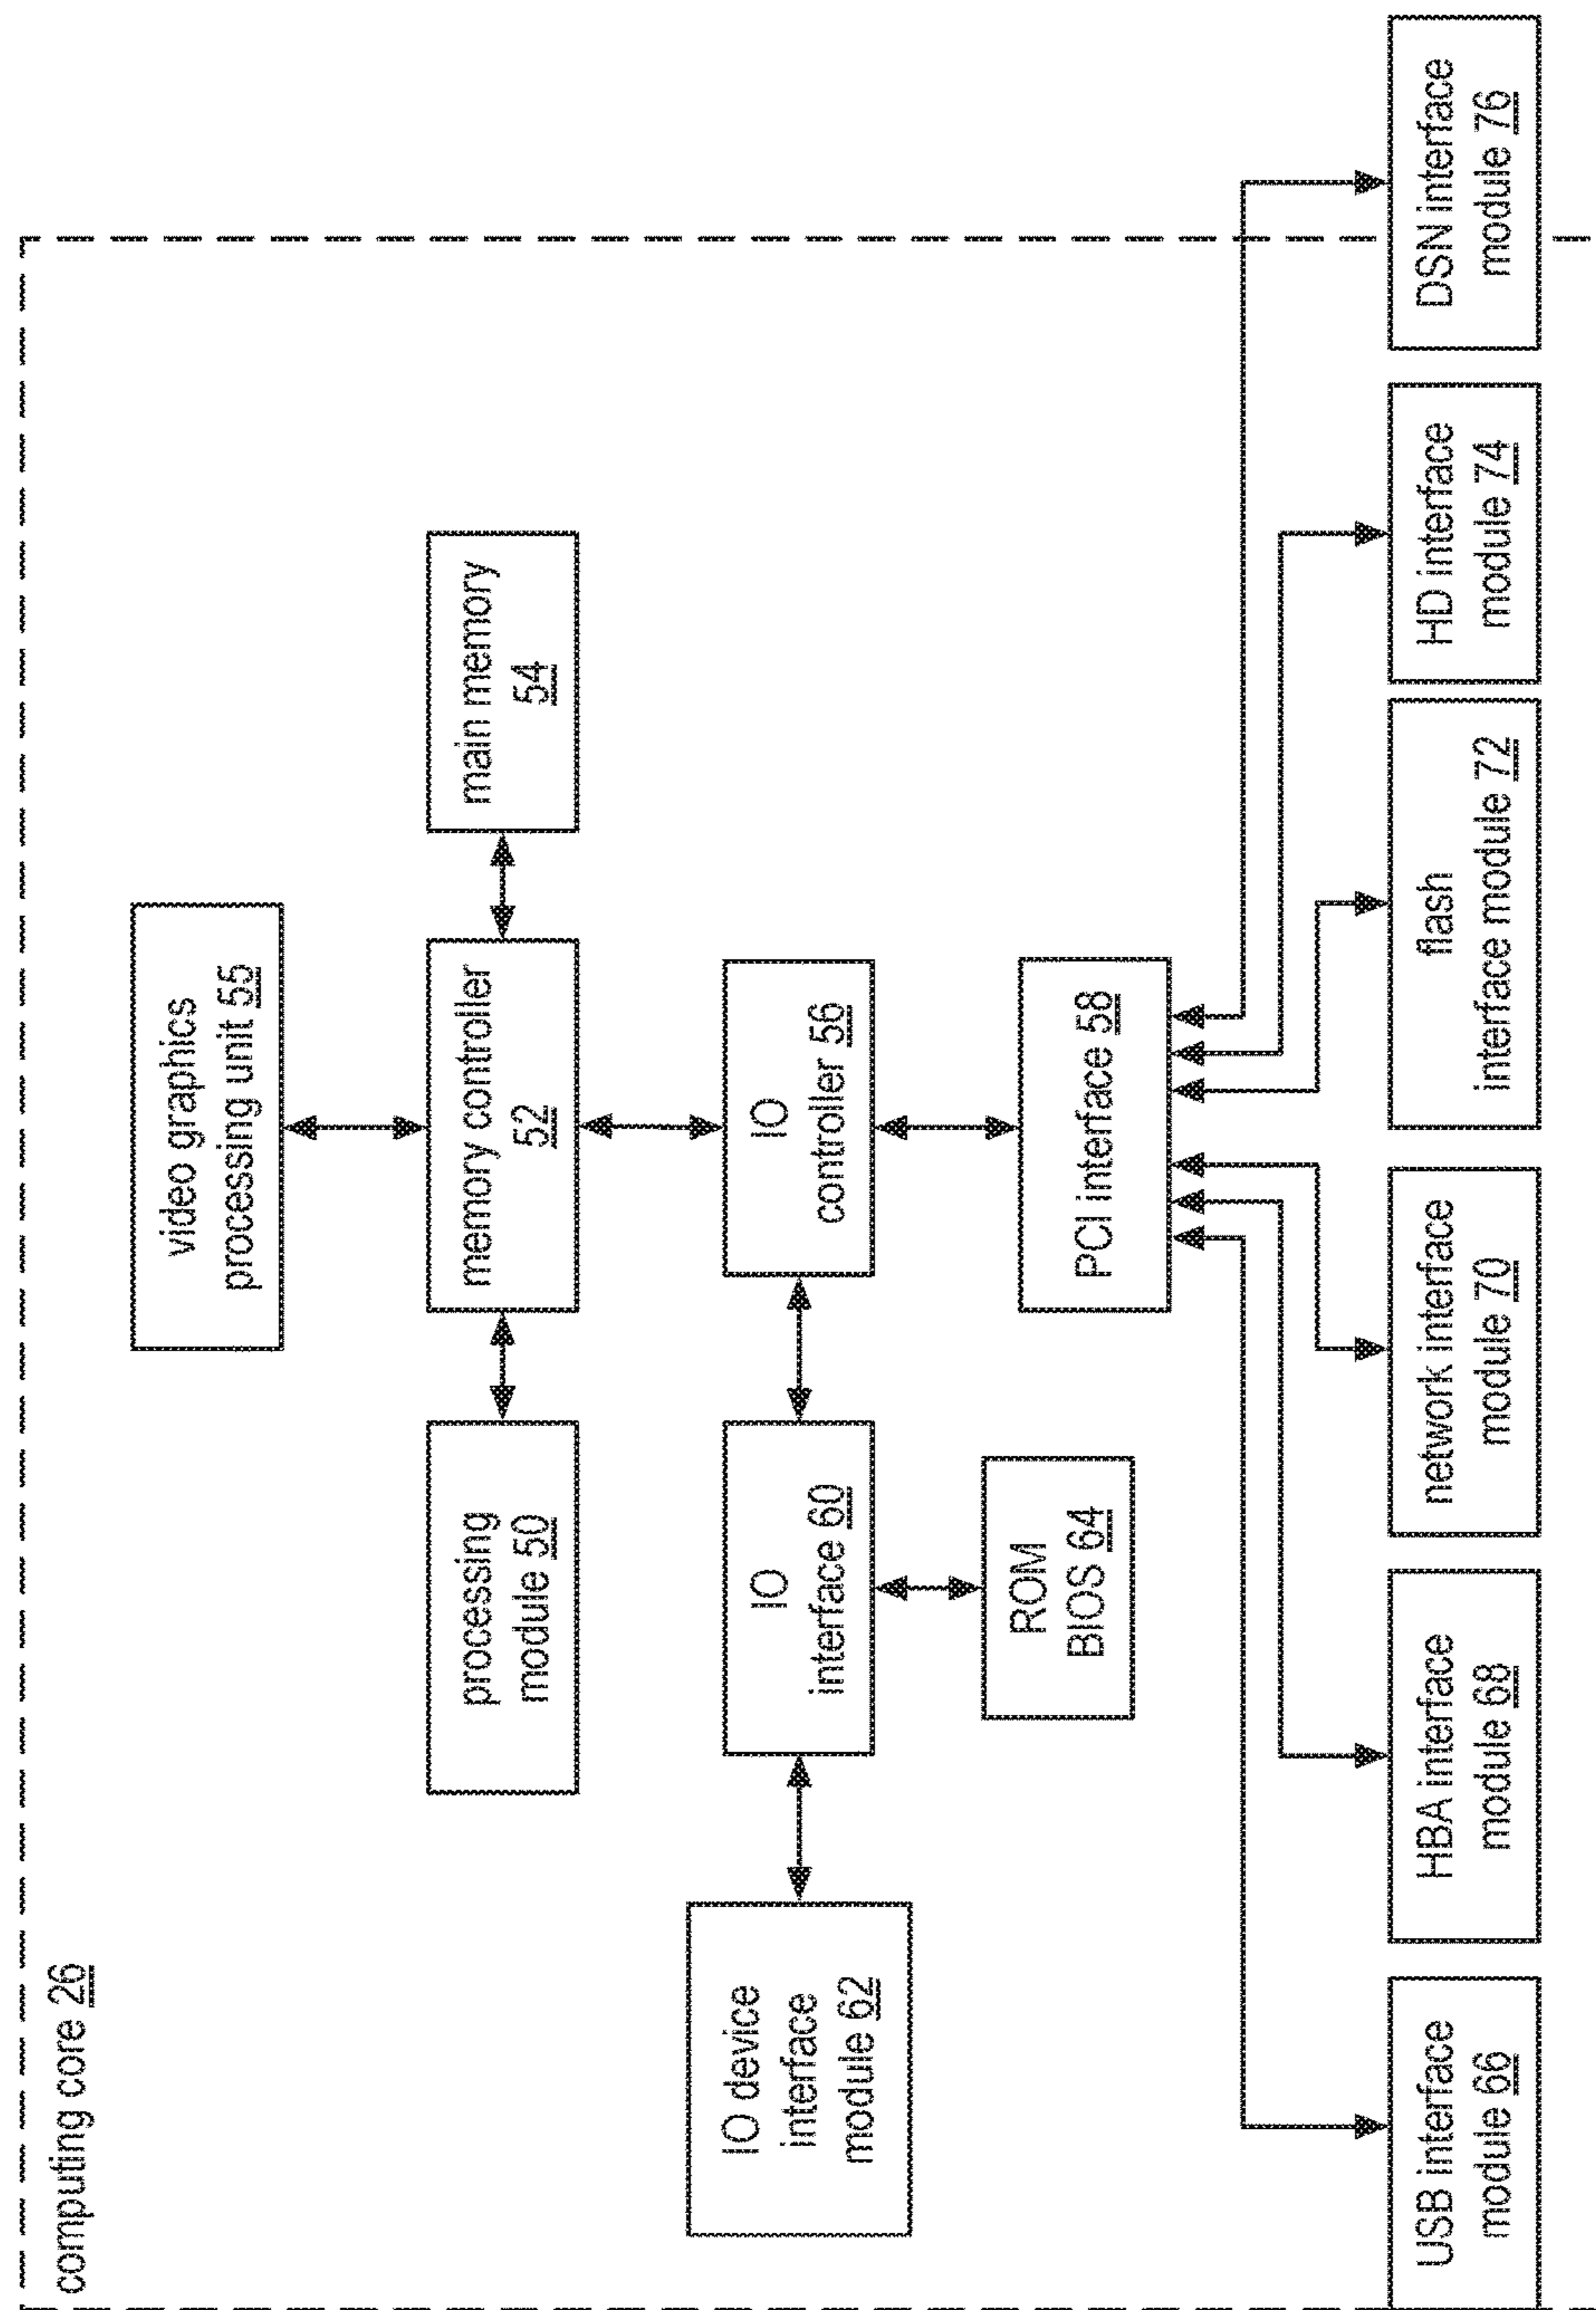 computing core 26
video graphics
processing unit 55
processing
module 50
memory controller
52
main memory
54
IO device
interface
module 62
IO
interface 60
IO
controller 56
ROM
BIOS 64
PCI interface 58
USB interface
module 66
HBA interface
module 68
network interface
module 70
flash
interface module 72
HD interface
module 74
DSN interface
module 76